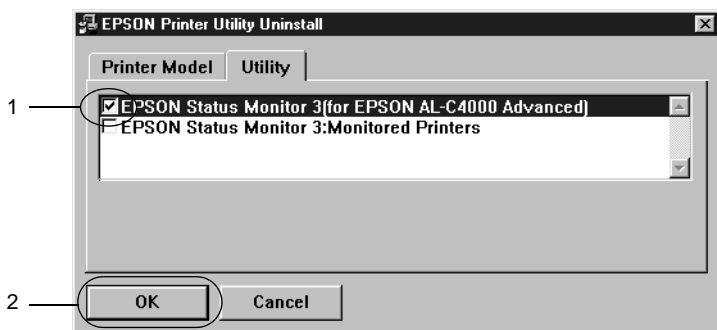 EPSON Printer Utility Uninstall
Printer Model Utility
1
EPSON Status Monitor 3(for EPSON AL-C4000 Advanced)
EPSON Status Monitor 3:Monitored Printers
2
OK Cancel